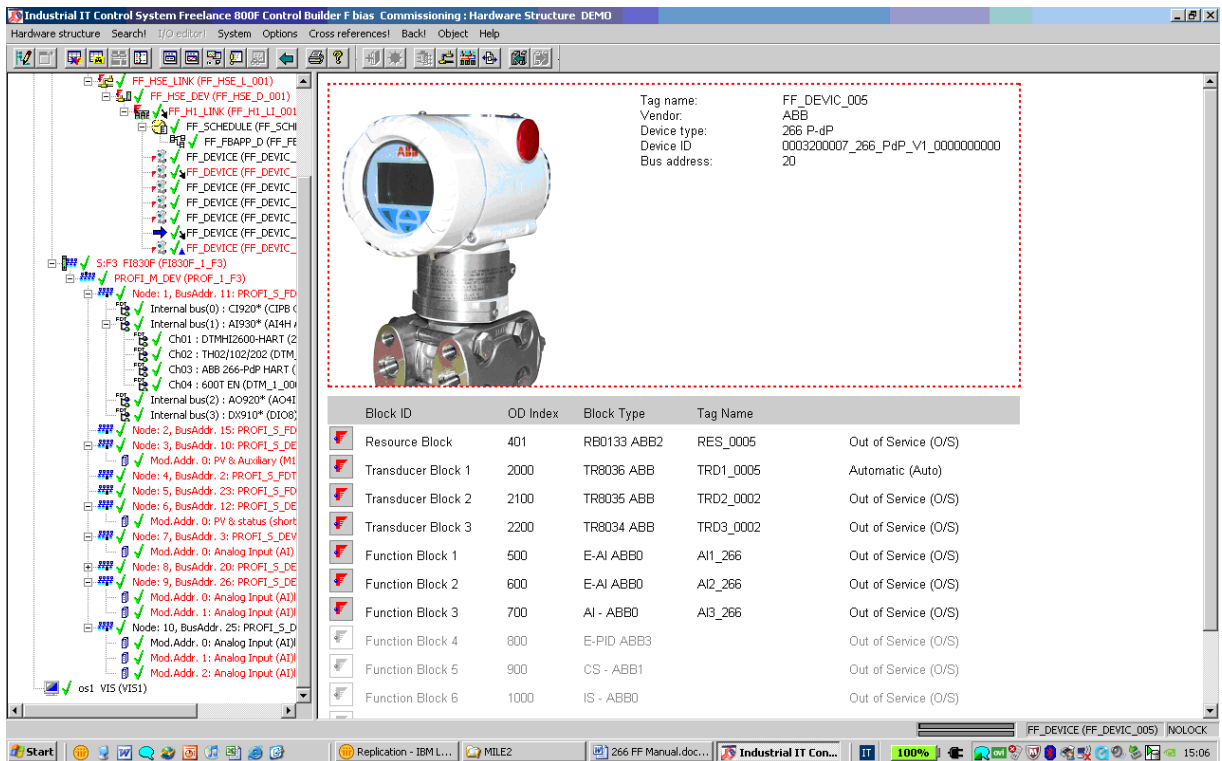 Industrial IT Control System Freelance 800F Control Builder F bias Commissioning : Hardware Structure DEMO
Hardware structure Search! I/O editor! System Options Cross references! Back! Object Help
FF_HSE_LINK (FF_HSE_L_001)
FF_HSE_DEV (FF_HSE_D_001)
FF_H1_LINK (FF_H1_LI_001
FF_SCHEDULE (FF_SCHE
FF_FBAPP_D (FF_FE
FF_DEVICE (FF_DEVIC_
FF_DEVICE (FF_DEVIC_
FF_DEVICE (FF_DEVIC_
FF_DEVICE (FF_DEVIC_
FF_DEVICE (FF_DEVIC_
FF_DEVICE (FF_DEVIC_
FF_DEVICE (FF_DEVIC_
S:F3 FI830F (FI830F_1_F3)
PROFI_M_DEV (PROF_1_F3)
Node: 1, BusAddr. 11: PROFI_S_FD
Internal bus(0) : CI920* (CIPB
Internal bus(1) : AI930* (AI4H
Ch01 : DTMHI2600-HART (2
Ch02 : TH02/102/202 (DTM_
Ch03 : ABB 266-PdP HART (
Ch04 : 600T EN (DTM_1_00
Internal bus(2) : AO920* (AO4I
Internal bus(3) : DX910* (DIO8)
Node: 2, BusAddr. 15: PROFI_S_FD
Node: 3, BusAddr. 10: PROFI_S_DE
Mod.Addr. 0: PV & Auxiliary (M1
Node: 4, BusAddr. 2: PROFI_S_FDT
Node: 5, BusAddr. 23: PROFI_S_FD
Node: 6, BusAddr. 12: PROFI_S_DE
Mod.Addr. 0: PV & status (short
Node: 7, BusAddr. 3: PROFI_S_DEV
Mod.Addr. 0: Analog Input (AI)
Node: 8, BusAddr. 20: PROFI_S_DE
Node: 9, BusAddr. 26: PROFI_S_DE
Mod.Addr. 0: Analog Input (AI)
Mod.Addr. 1: Analog Input (AI)
Node: 10, BusAddr. 25: PROFI_S_D
Mod.Addr. 0: Analog Input (AI)
Mod.Addr. 1: Analog Input (AI)
Mod.Addr. 2: Analog Input (AI)
os1 VIS (VIS1)
ABB
Tag name: FF_DEVIC_005
Vendor: ABB
Device type: 266 P-dP
Device ID 0003200007_266_PdP_V1_0000000000
Bus address: 20
Block ID OD Index Block Type Tag Name
Resource Block 401 RB0133 ABB2 RES_0005 Out of Service (O/S)
Transducer Block 1 2000 TR8036 ABB TRD1_0005 Automatic (Auto)
Transducer Block 2 2100 TR8035 ABB TRD2_0002 Out of Service (O/S)
Transducer Block 3 2200 TR8034 ABB TRD3_0002 Out of Service (O/S)
Function Block 1 500 E-AI ABB0 AI1_266 Out of Service (O/S)
Function Block 2 600 E-AI ABB0 AI2_266 Out of Service (O/S)
Function Block 3 700 AI - ABB0 AI3_266 Out of Service (O/S)
Function Block 4 800 E-PID ABB3 Out of Service (O/S)
Function Block 5 900 CS - ABB1 Out of Service (O/S)
Function Block 6 1000 IS - ABB0 Out of Service (O/S)
FF_DEVICE (FF_DEVIC_005) NOLOCK
Start Replication - IBM L... MILE2 266 FF Manual.doc... Industrial IT Con... IT 100% 15:06